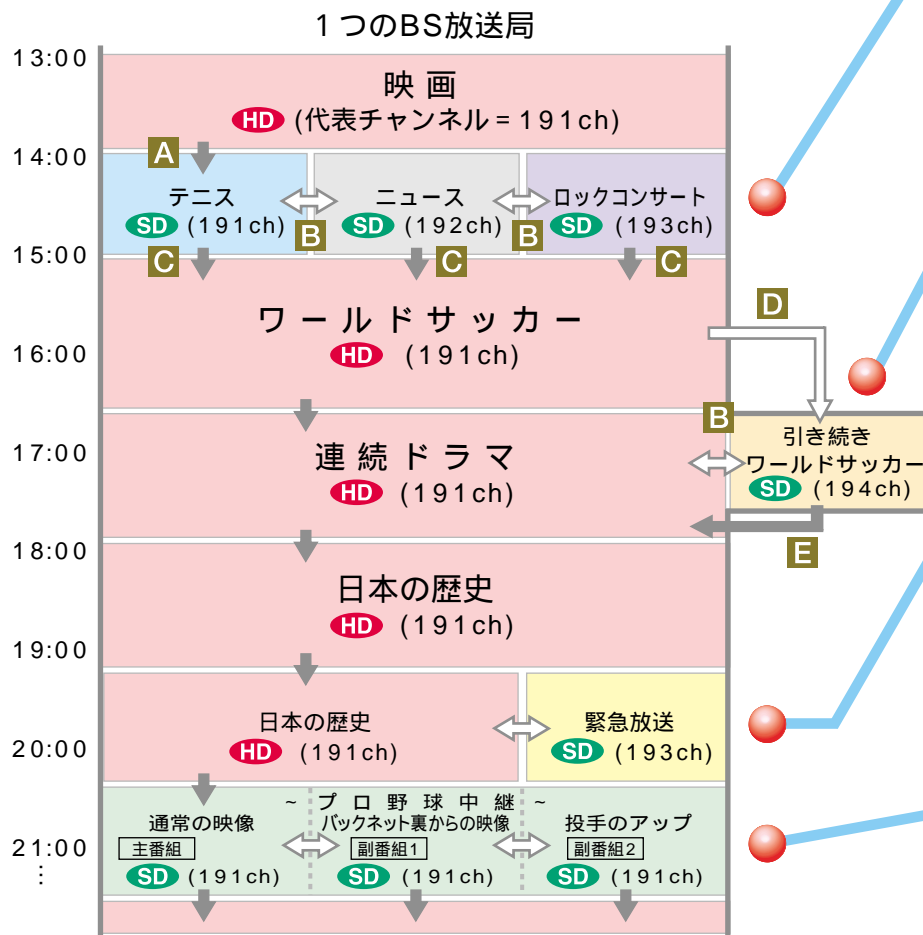 1つのBS放送局
13:00
映画
HD (代表チャンネル=191ch)
14:00
A
テニス
SD (191ch)
B
ニュース
SD (192ch)
B
ロックコンサート
SD (193ch)
15:00
C
C
C
ワールドサッカー
HD (191ch)
D
16:00
17:00
連続ドラマ
HD (191ch)
B
引き続き
ワールドサッカー
SD (194ch)
E
18:00
日本の歴史
HD (191ch)
19:00
日本の歴史
HD (191ch)
緊急放送
SD (193ch)
20:00
~プロ野球中継~
通常の映像
主番組
SD (191ch)
バックネット裏からの映像
副番組1
SD (191ch)
投手のアップ
副番組2
SD (191ch)
21:00
⋮